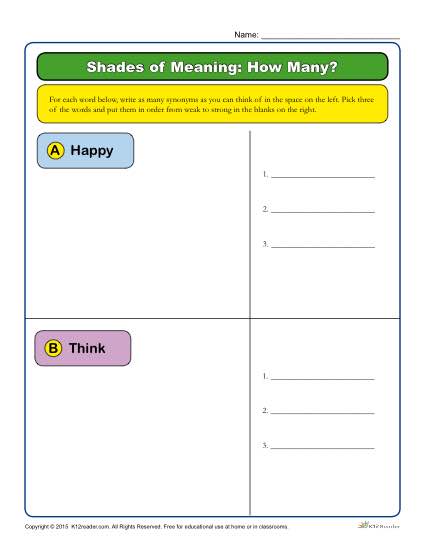 Name: ____________________
Shades of Meaning: How Many?
For each word below, write as many synonyms as you can think of in the space on the left. Pick three
of the words and put them in order from weak to strong in the blanks on the right.
A Happy
1. ____________________
2. ____________________
3. ____________________
B Think
1. ____________________
2. ____________________
3. ____________________
Copyright © 2015 K12reader.com. All Rights Reserved. Free for educational use at home or in classrooms.
K12Reader